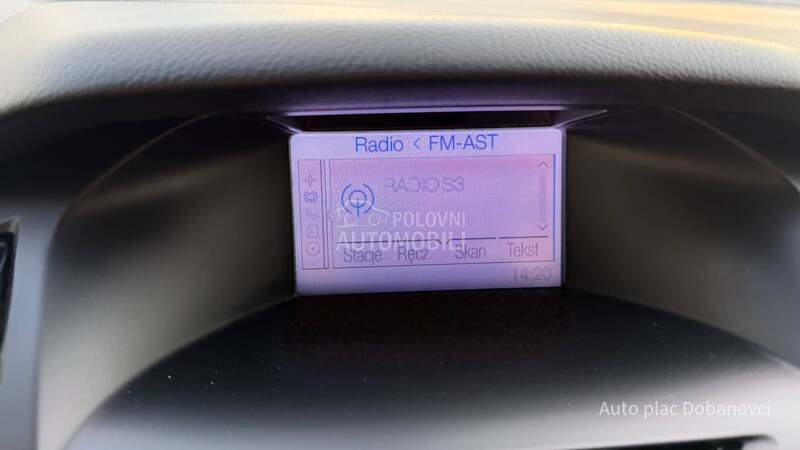 Radio < FM-AST
RADIO S3
POLOVNI
AUTOMOBILI
Stacje Ręcz. Skan Tekst
14:20
Auto plac Dobanovci